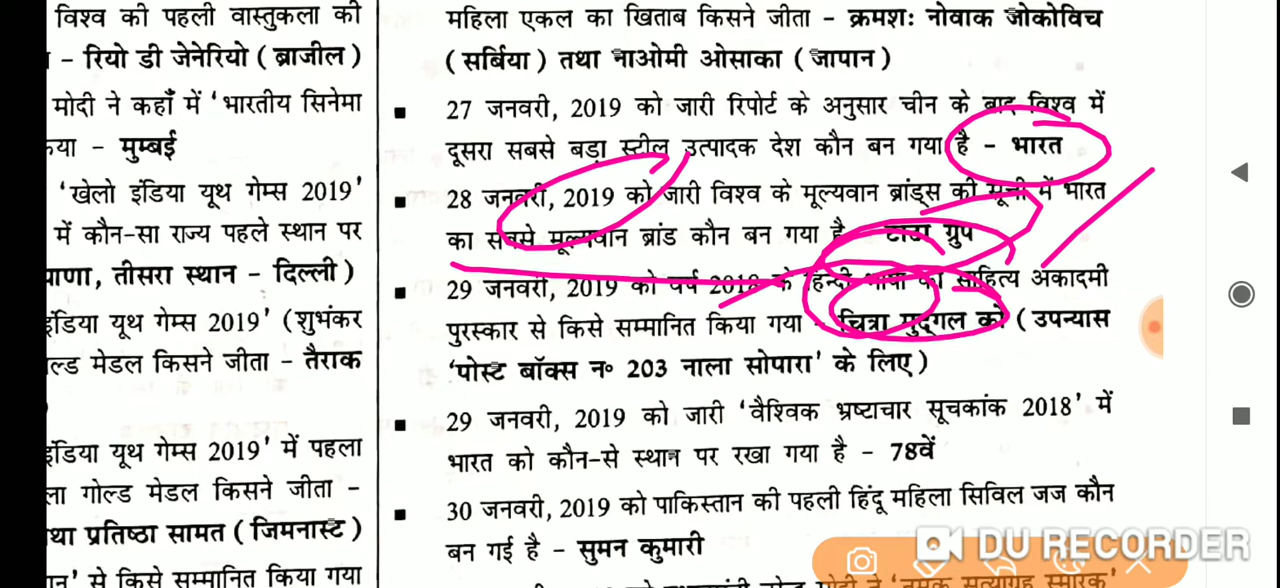 विश्व की पहली वास्तुकला की
- रियो डी जेनेरियो (ब्राजील)
मोदी ने कहाँ में 'भारतीय सिनेमा
- मुम्बई
'खेलो इंडिया यूथ गेम्स 2019'
में कौन-सा राज्य पहले स्थान पर
तीसरा स्थान - दिल्ली)
इंडिया यूथ गेम्स 2019' (शुभंकर
गोल्ड मेडल किसने जीता - तैराक
इंडिया यूथ गेम्स 2019' में पहला
गोल्ड मेडल किसने जीता -
प्रतिष्ठा सामत (जिमनास्ट)
से किसे सम्मानित किया गया
महिला एकल का खिताब किसने जीता - क्रमशः नोवाक जोकोविच
(सर्बिया) तथा नाओमी ओसाका (जापान)
27 जनवरी, 2019 को जारी रिपोर्ट के अनुसार चीन के बाद विश्व में
दूसरा सबसे बड़ा स्टील उत्पादक देश कौन बन गया है - भारत
28 जनवरी, 2019 को जारी विश्व के मूल्यवान ब्रांड्स की सूची में भारत
का सबसे मूल्यवान ब्रांड कौन बन गया है - टाटा ग्रुप
29 जनवरी, 2019 को वर्ष 2018 के हिन्दी भाषा का साहित्य अकादमी
पुरस्कार से किसे सम्मानित किया गया - चित्रा मुद्गल को (उपन्यास
'पोस्ट बॉक्स न॰ 203 नाला सोपारा' के लिए)
29 जनवरी, 2019 को जारी 'वैश्विक भ्रष्टाचार सूचकांक 2018' में
भारत को कौन-से स्थान पर रखा गया है - 78वें
30 जनवरी, 2019 को पाकिस्तान की पहली हिंदू महिला सिविल जज कौन
बन गई है - सुमन कुमारी
DU RECORDER